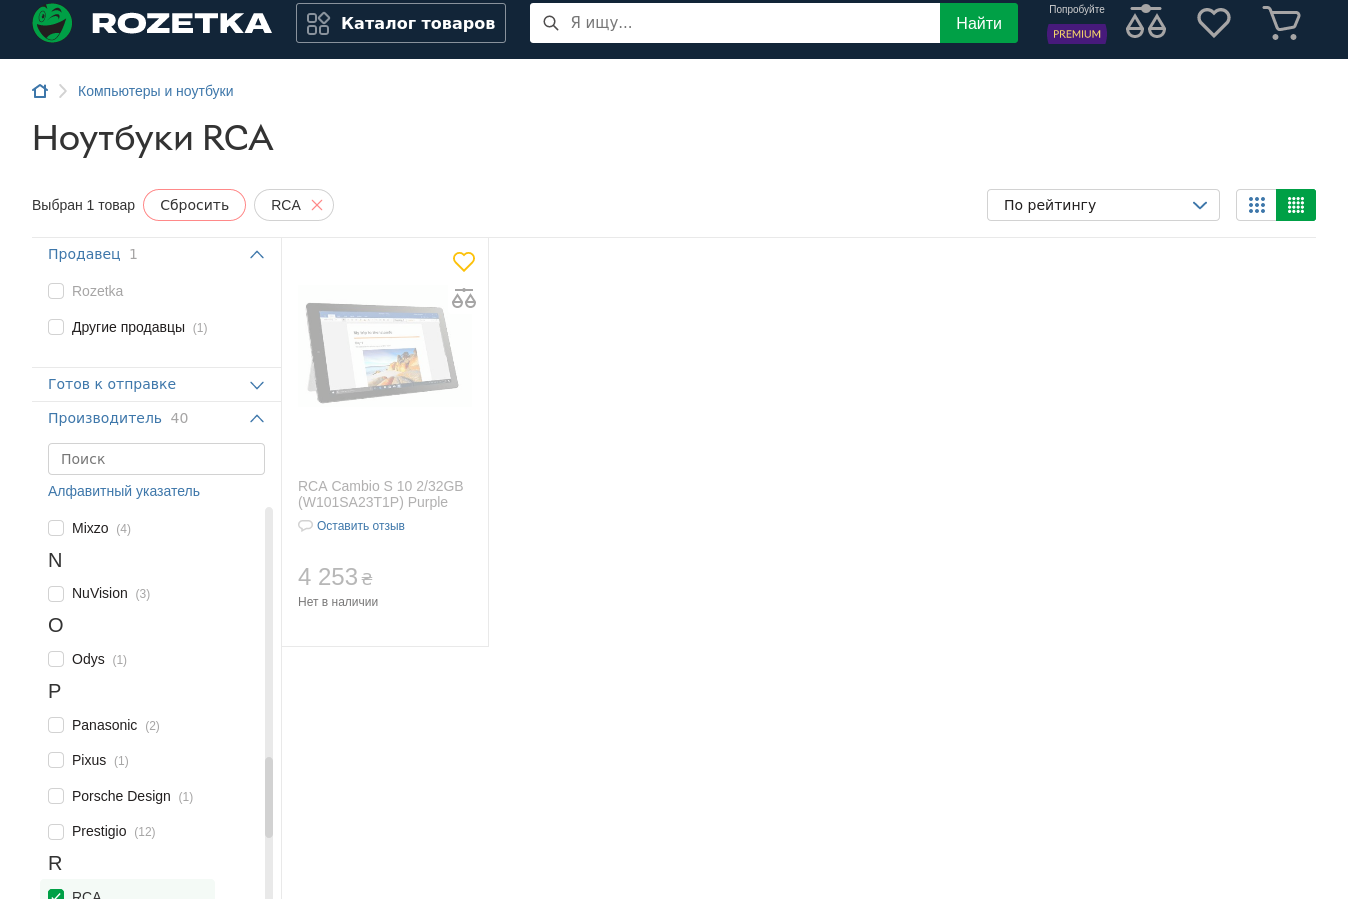 ROZETKA
Каталог товаров
Я ищу...
Найти
Попробуйте
PREMIUM
Компьютеры и ноутбуки
Ноутбуки RCA
Выбран 1 товар
Сбросить
RCA
По рейтингу
Продавец 1
Rozetka
Другие продавцы (1)
Готов к отправке
Производитель 40
Поиск
Алфавитный указатель
Mixzo (4)
N
NuVision (3)
O
Odys (1)
P
Panasonic (2)
Pixus (1)
Porsche Design (1)
Prestigio (12)
R
RCA
RCA Cambio S 10 2/32GB
(W101SA23T1P) Purple
Оставить отзыв
4 253 ₴
Нет в наличии